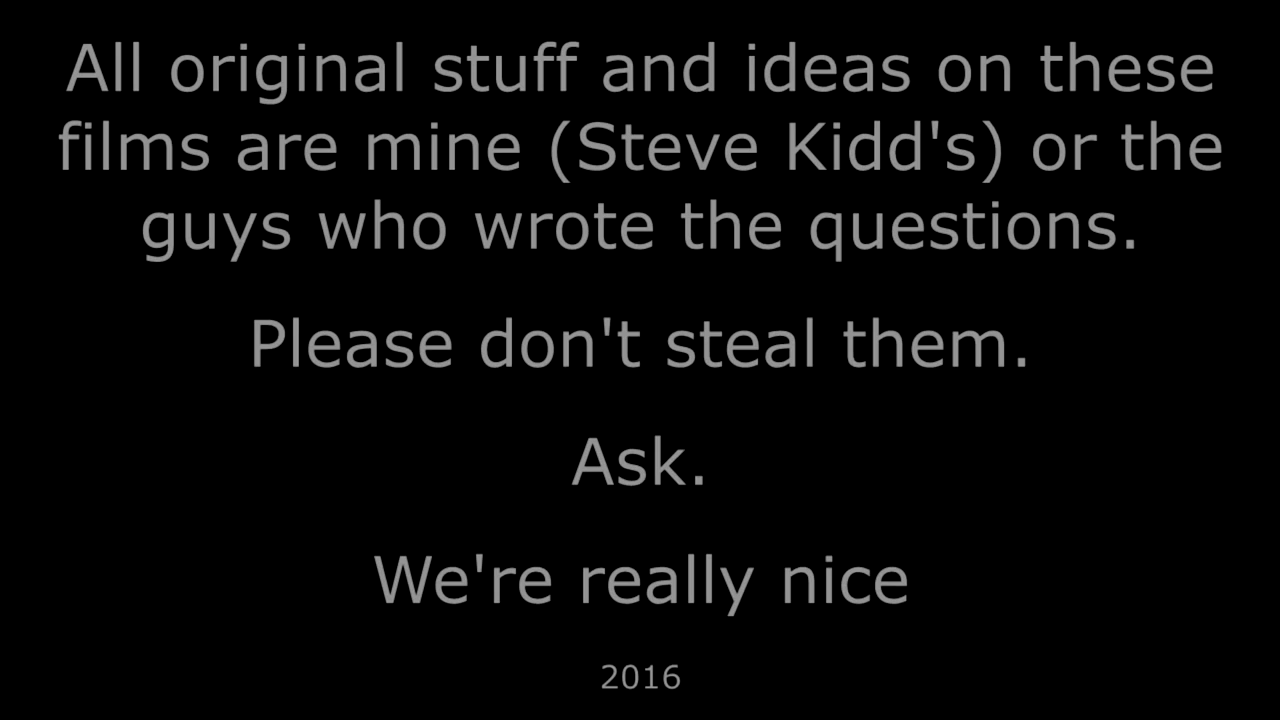 All original stuff and ideas on these
films are mine (Steve Kidd's) or the
guys who wrote the questions.
Please don't steal them.
Ask.
We're really nice
2016